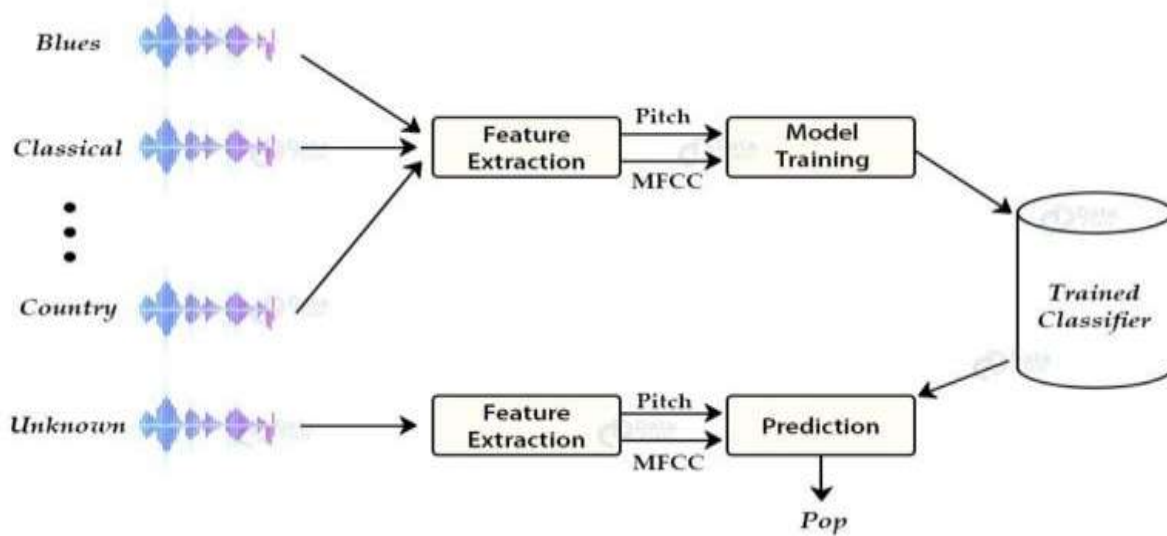 Blues
Classical
Country
Unknown
Feature
Extraction
Pitch
MFCC
Model
Training
Trained
Classifier
Feature
Extraction
Pitch
MFCC
Prediction
Pop